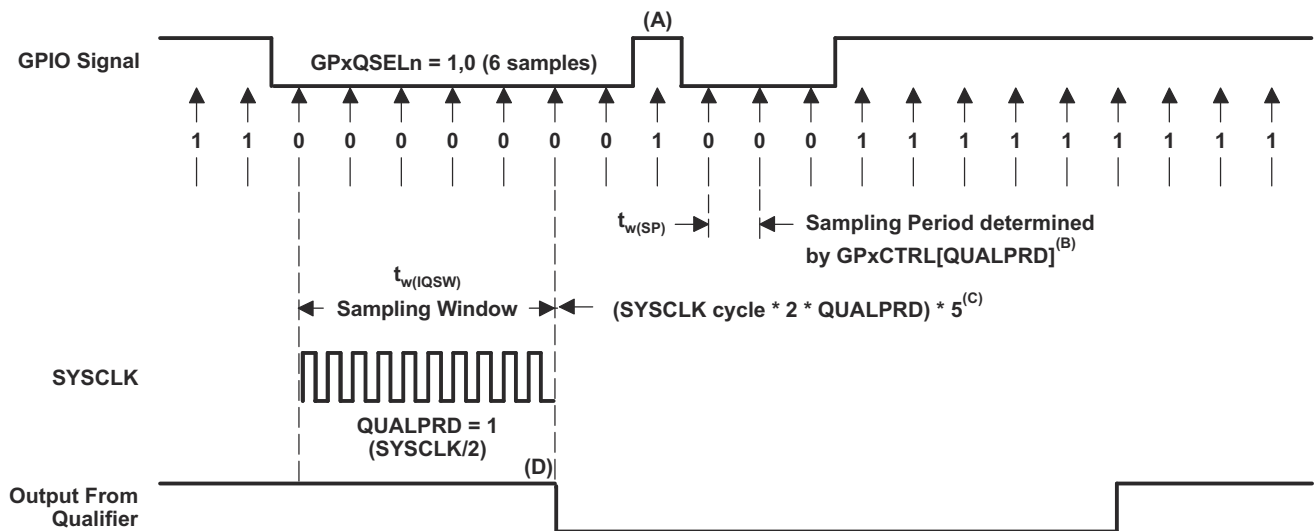 (A)
GPIO Signal
GPxQSELn = 1,0 (6 samples)
1 1 0 0 0 0 0 0 0 1 0 0 0 1 1 1 1 1 1 1 1 1
t_w(SP)
Sampling Period determined
by GPxCTRL[QUALPRD](B)
t_w(IQSW)
Sampling Window
(SYSCLK cycle * 2 * QUALPRD) * 5(C)
SYSCLK
QUALPRD = 1
(SYSCLK/2)
(D)
Output From
Qualifier